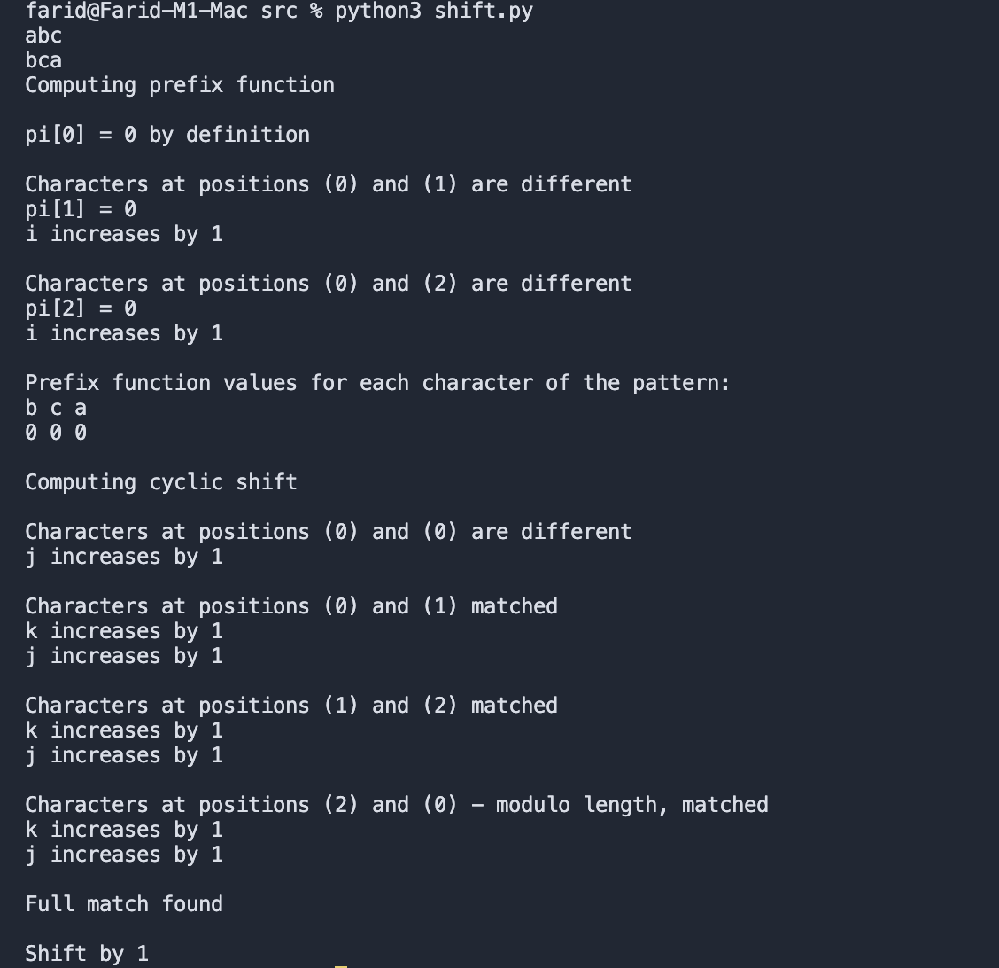 farid@Farid-M1-Mac src % python3 shift.py
abc
bca
Computing prefix function
pi[0] = 0 by definition
Characters at positions (0) and (1) are different
pi[1] = 0
i increases by 1
Characters at positions (0) and (2) are different
pi[2] = 0
i increases by 1
Prefix function values for each character of the pattern:
b c a
0 0 0
Computing cyclic shift
Characters at positions (0) and (0) are different
j increases by 1
Characters at positions (0) and (1) matched
k increases by 1
j increases by 1
Characters at positions (1) and (2) matched
k increases by 1
j increases by 1
Characters at positions (2) and (0) – modulo length, matched
k increases by 1
j increases by 1
Full match found
Shift by 1